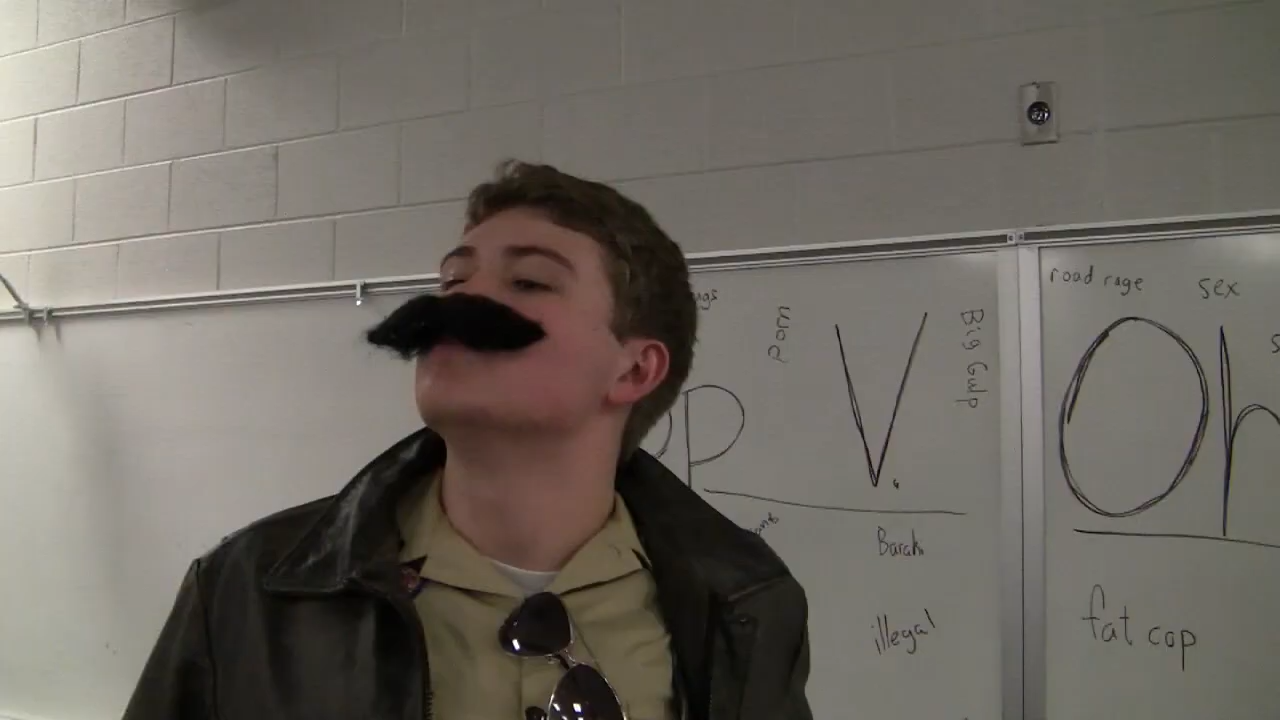 road rage
sex
porn
Big Gulp
p V.
Oh
Barak
illegal
fat cop